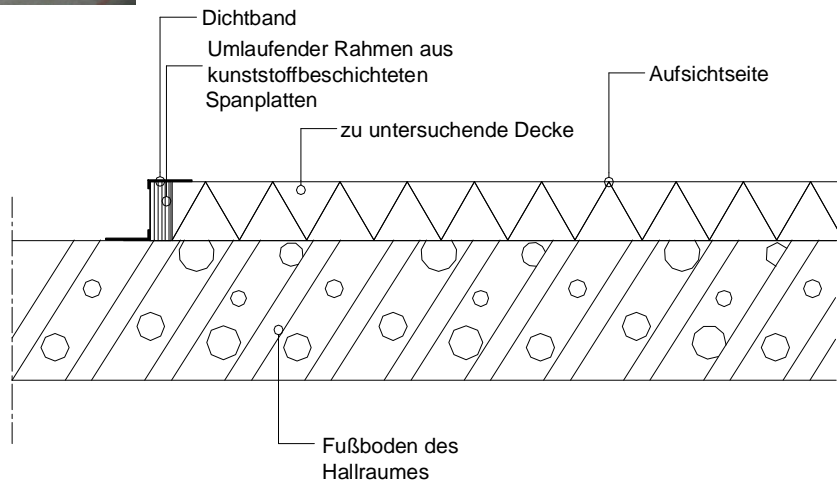 Dichtband
Umlaufender Rahmen aus
kunststoffbeschichteten
Spanplatten
Aufsichtseite
zu untersuchende Decke
Fußboden des
Hallraumes